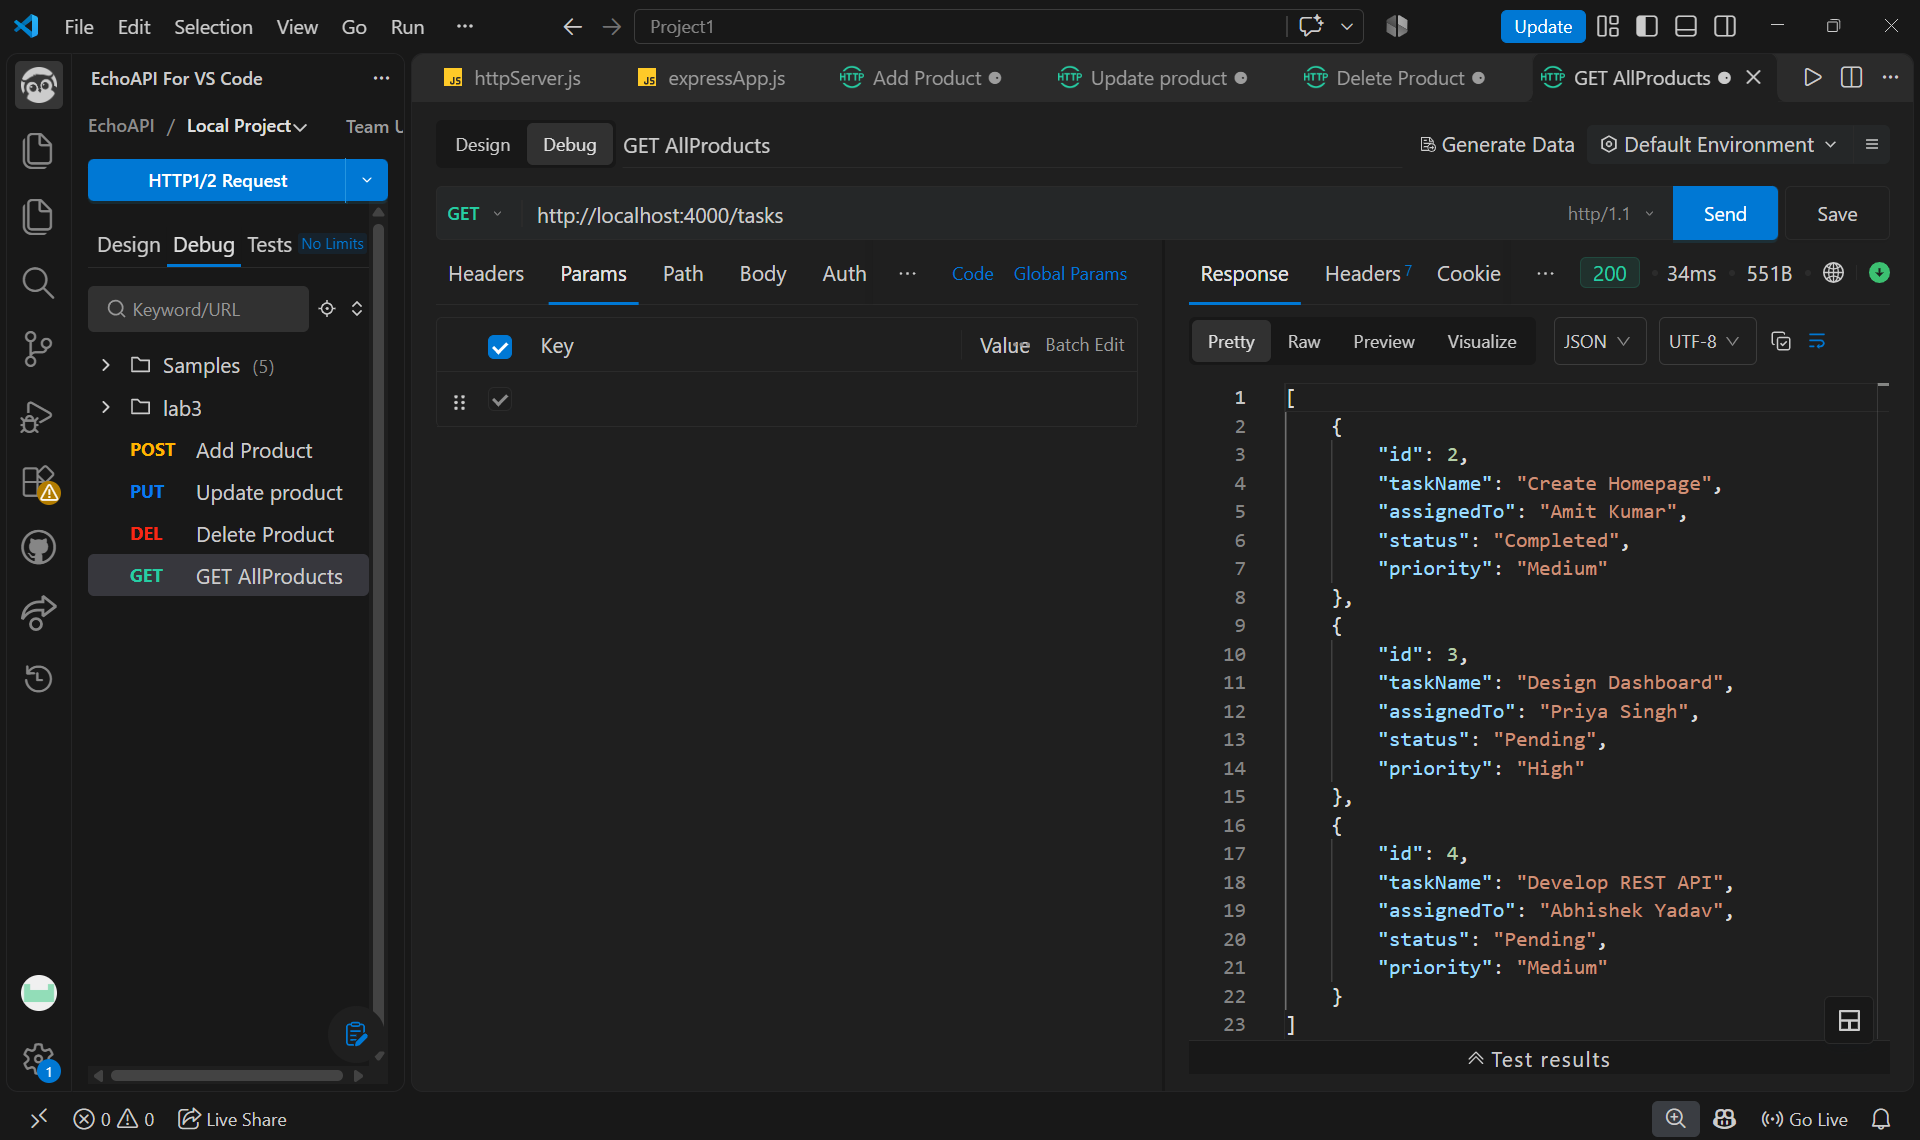 File Edit Selection View Go Run ···
Project1
Update
EchoAPI For VS Code ···
EchoAPI / Local Project
Team U
HTTP1/2 Request
Design Debug Tests No Limits
Keyword/URL
Samples (5)
lab3
POST Add Product
PUT Update product
DEL Delete Product
GET GET AllProducts
1
JS httpServer.js
JS expressApp.js
HTTP Add Product
HTTP Update product
HTTP Delete Product
HTTP GET AllProducts
···
Design Debug GET AllProducts
Generate Data Default Environment
GET http://localhost:4000/tasks http/1.1 Send Save
Headers Params Path Body Auth ··· Code Global Params
Key Value Batch Edit
Response Headers 7 Cookie ··· 200 34ms 551B
Pretty Raw Preview Visualize JSON UTF-8
1 [
2 {
3 "id": 2,
4 "taskName": "Create Homepage",
5 "assignedTo": "Amit Kumar",
6 "status": "Completed",
7 "priority": "Medium"
8 },
9 {
10 "id": 3,
11 "taskName": "Design Dashboard",
12 "assignedTo": "Priya Singh",
13 "status": "Pending",
14 "priority": "High"
15 },
16 {
17 "id": 4,
18 "taskName": "Develop REST API",
19 "assignedTo": "Abhishek Yadav",
20 "status": "Pending",
21 "priority": "Medium"
22 }
23 ]
Test results
0 0 Live Share
Go Live